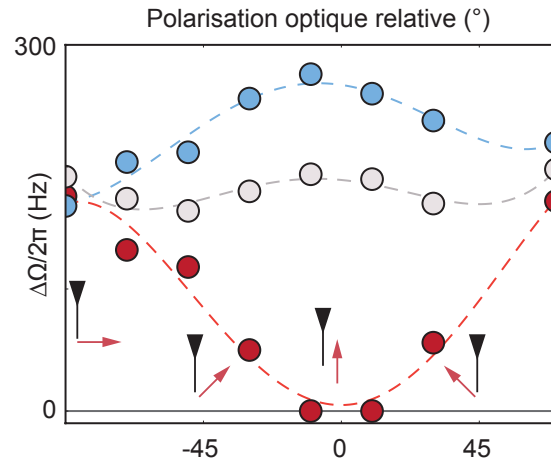 Polarisation optique relative (°)
300
ΔΩ/2π (Hz)
0
-45 0 45